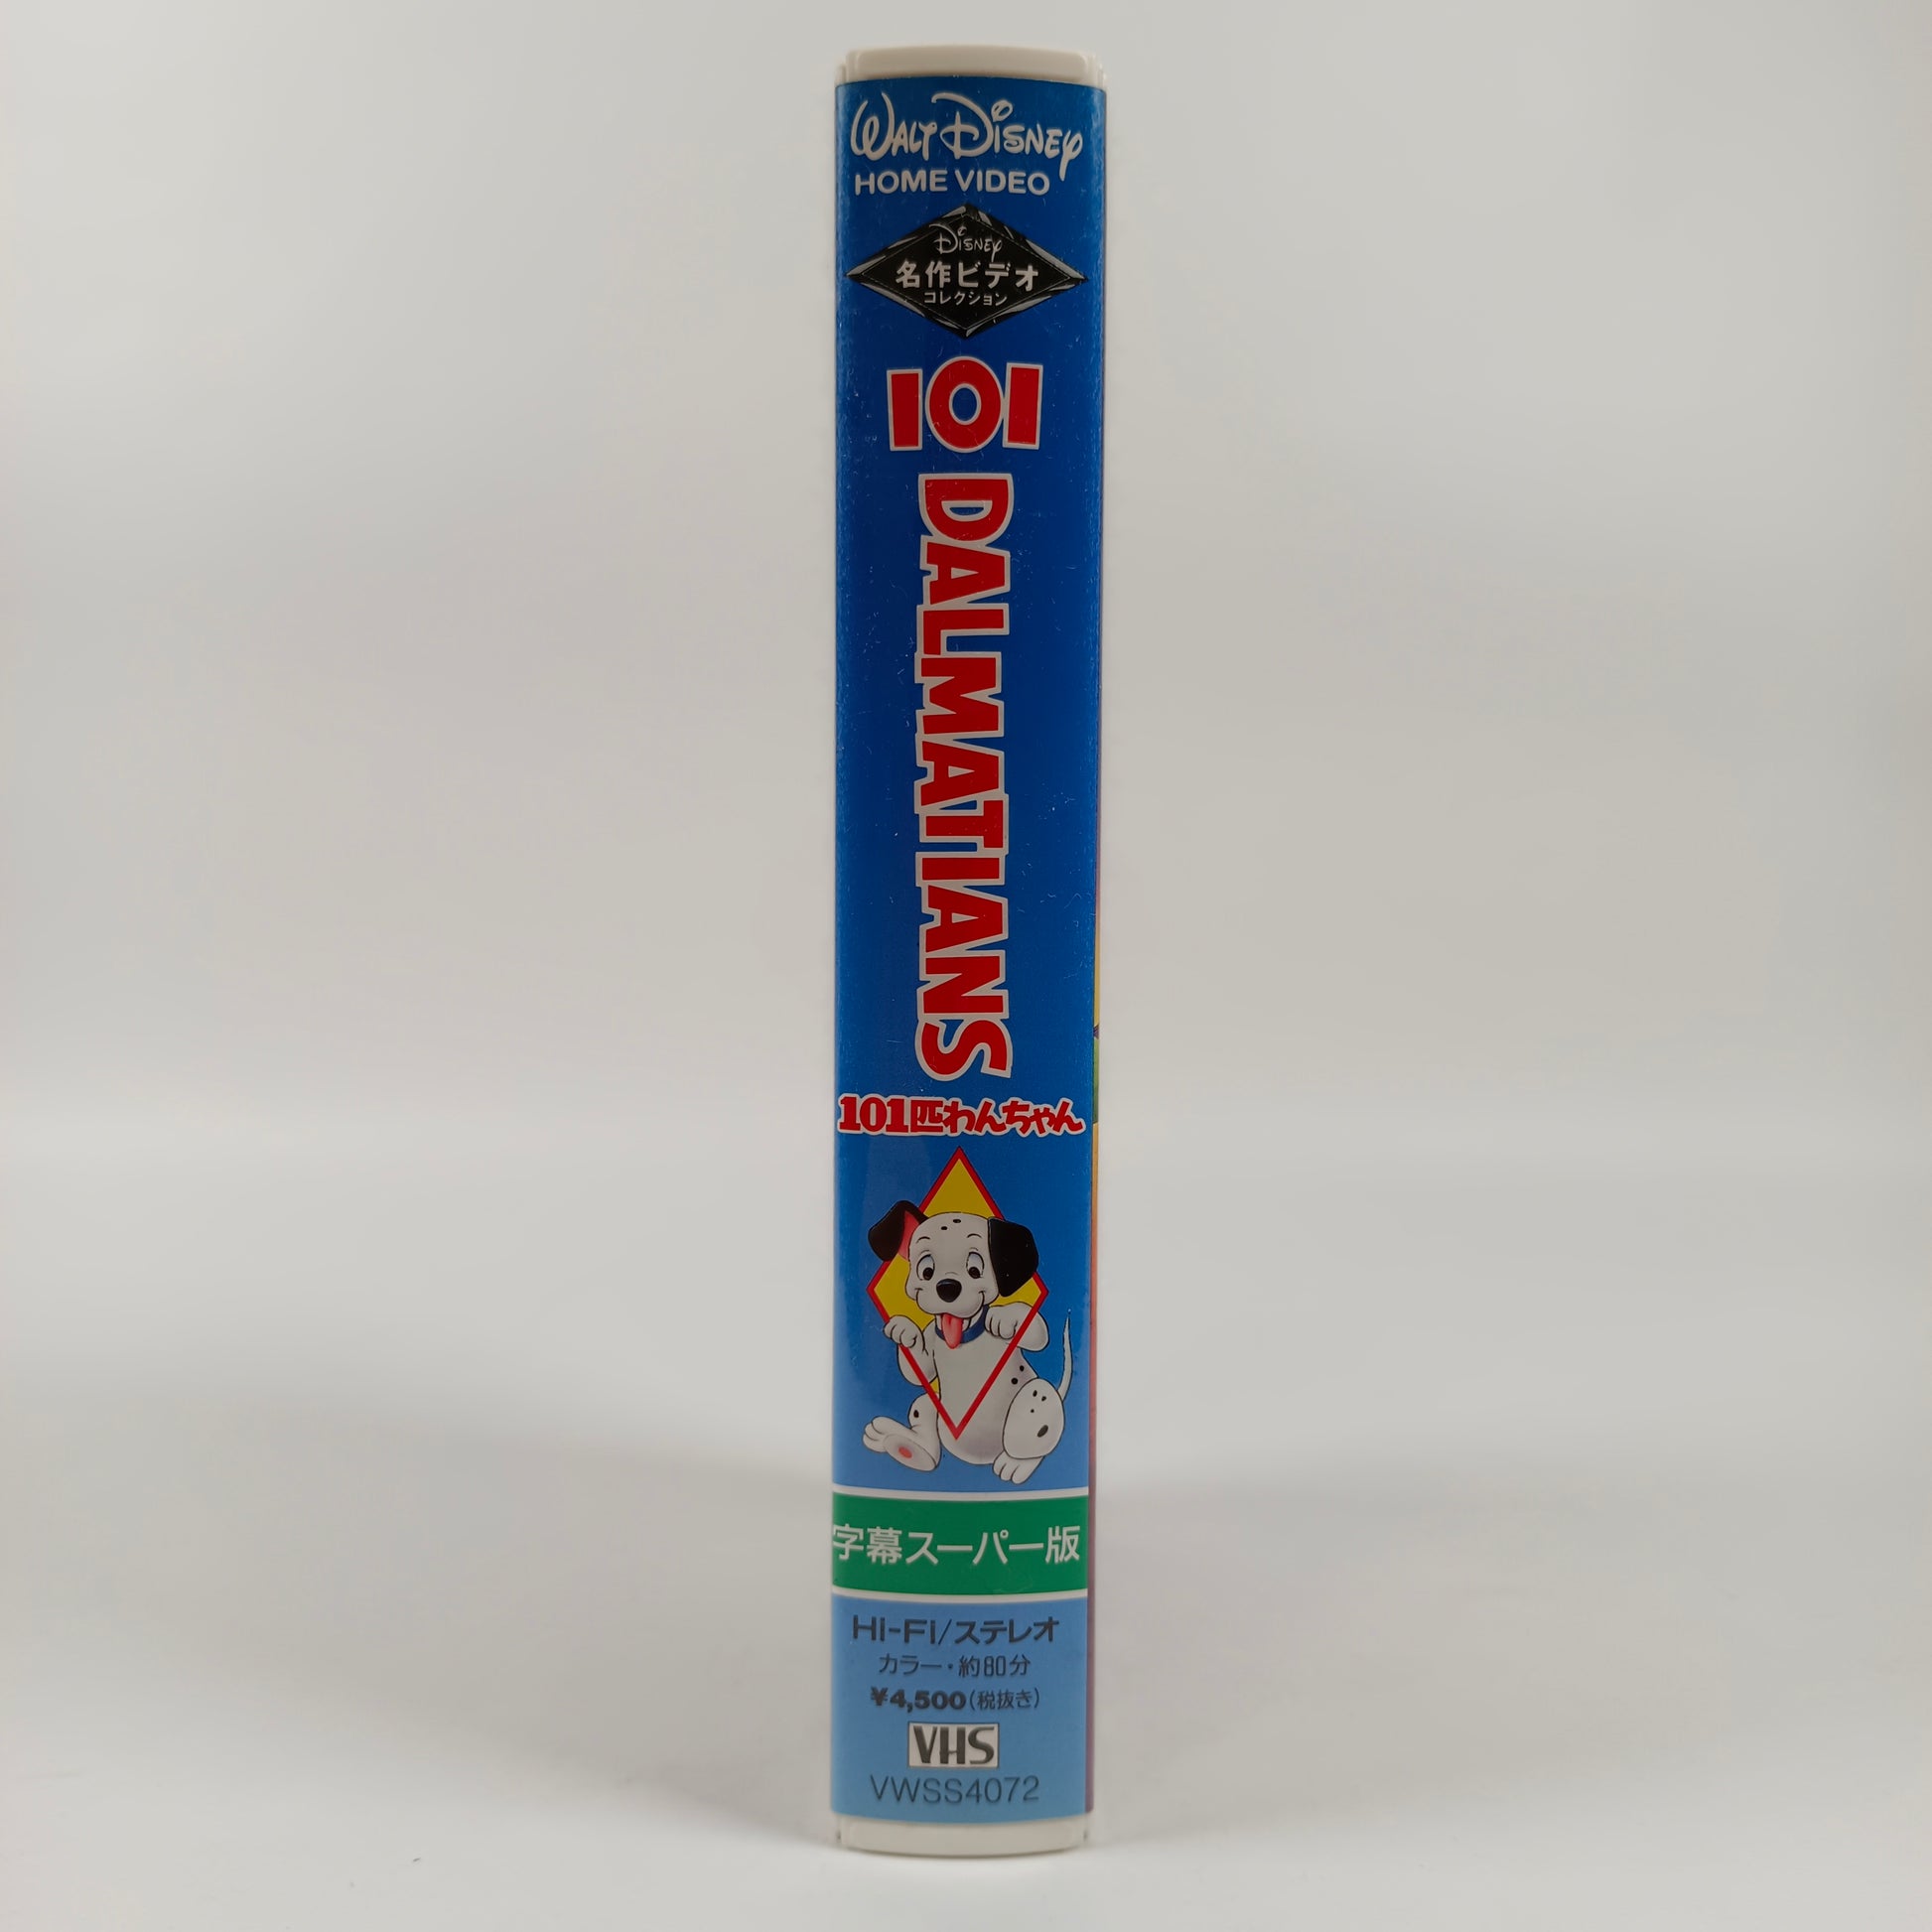 WALT DISNEY
HOME VIDEO
DISNEY
名作ビデオ
コレクション
101
DALMATIANS
101匹わんちゃん
字幕スーパー版
Hi-Fi/ステレオ
カラー・約80分
¥4,500(税抜き)
VHS
VWSS4072